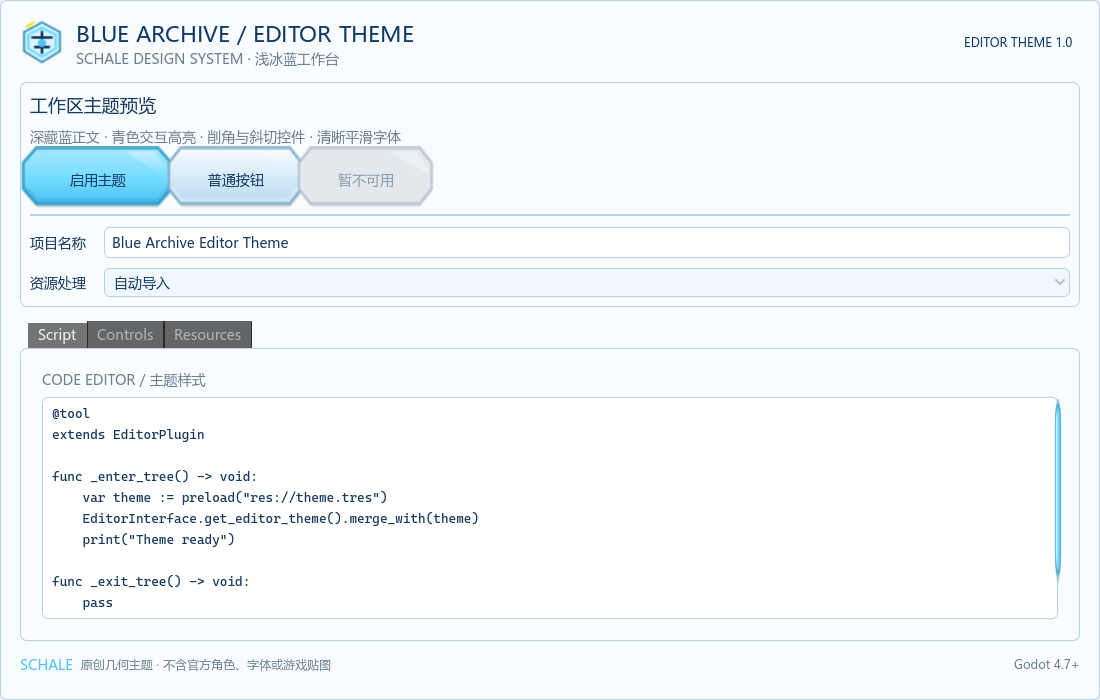 BLUE ARCHIVE / EDITOR THEME
SCHALE DESIGN SYSTEM · 浅冰蓝工作台
EDITOR THEME 1.0
工作区主题预览
深藏蓝正文 · 青色交互高亮 · 削角与斜切控件 · 清晰平滑字体
启用主题 普通按钮 暂不可用
项目名称 Blue Archive Editor Theme
资源处理 自动导入
Script Controls Resources
CODE EDITOR / 主题样式
@tool
extends EditorPlugin
func _enter_tree() -> void:
    var theme := preload("res://theme.tres")
    EditorInterface.get_editor_theme().merge_with(theme)
    print("Theme ready")
func _exit_tree() -> void:
    pass
SCHALE 原创几何主题 · 不含官方角色、字体或游戏贴图
Godot 4.7+